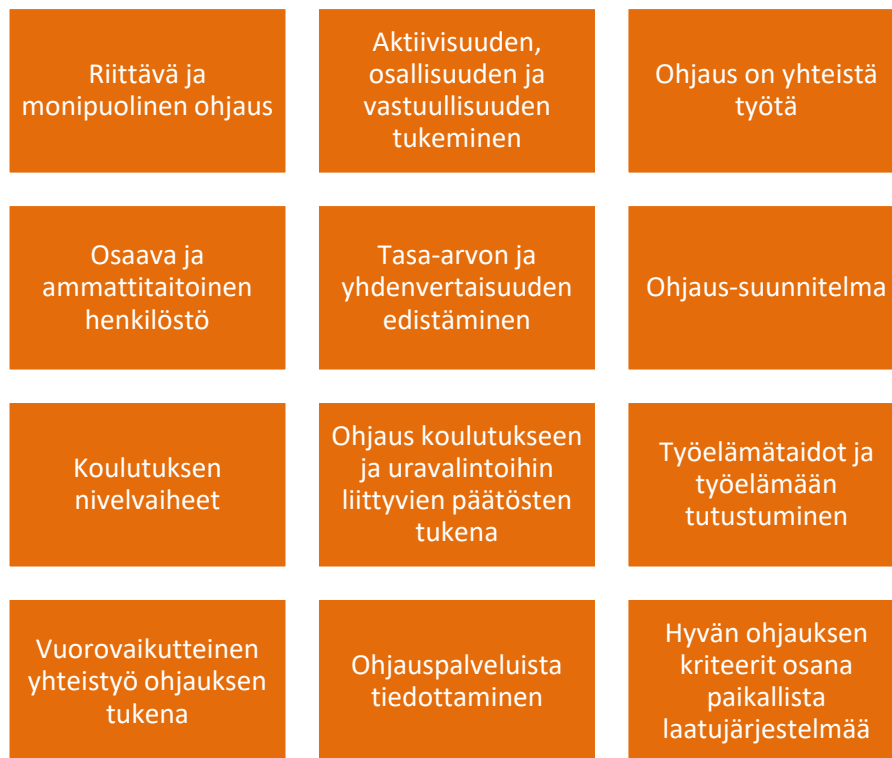 Riittävä ja
monipuolinen ohjaus
Aktiivisuuden,
osallisuuden ja
vastuullisuuden
tukeminen
Ohjaus on yhteistä
työtä
Osaava ja
ammattitaitoinen
henkilöstö
Tasa-arvon ja
yhdenvertaisuuden
edistäminen
Ohjaus-suunnitelma
Koulutuksen
nivelvaiheet
Ohjaus koulutukseen
ja uravalintoihin
liittyvien päätösten
tukena
Työelämätaidot ja
työelämään
tutustuminen
Vuorovaikutteinen
yhteistyö ohjauksen
tukena
Ohjauspalveluista
tiedottaminen
Hyvän ohjauksen
kriteerit osana
paikallista
laatujärjestelmää